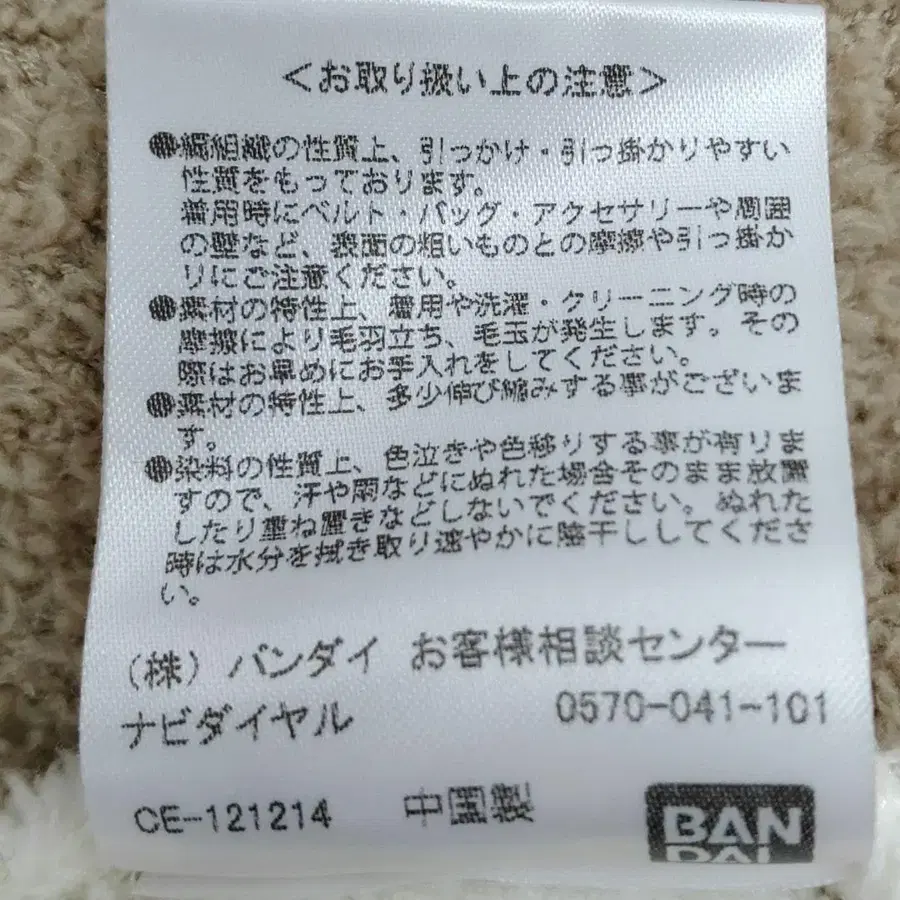 ＜お取り扱い上の注意＞
●編組織の性質上、引っかけ・引っ掛かりやすい
性質をもっております。
着用時にベルト・バッグ・アクセサリーや周囲
の壁など、表面の粗いものとの摩擦や引っ掛か
りにご注意ください。
●素材の特性上、着用や洗濯・クリーニング時の
摩擦により毛羽立ち、毛玉が発生します。その
際はお早めにお手入れをしてください。
●素材の特性上、多少伸び縮みする事がございま
す。
●染料の性質上、色泣きや色移りする事が有りま
すので、汗や雨などにぬれた場合そのまま放置
したり重ね置きなどしないでください。ぬれた
時は水分を拭き取り速やかに陰干ししてくださ
い。
（株）バンダイ お客様相談センター
ナビダイヤル 0570-041-101
CE-121214 中国製
BAN
DAI